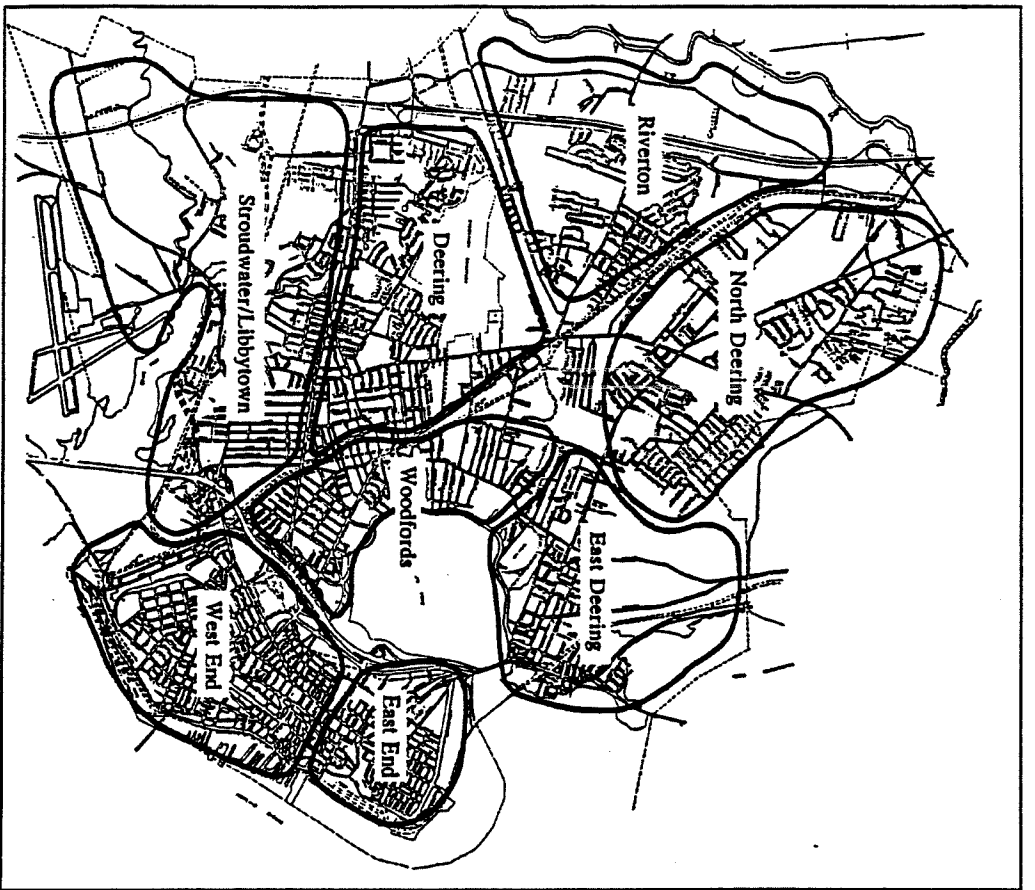 Riverton
North Deering
Deering
Stroudwater/Libbytown
Woodfords
East Deering
West End
East End